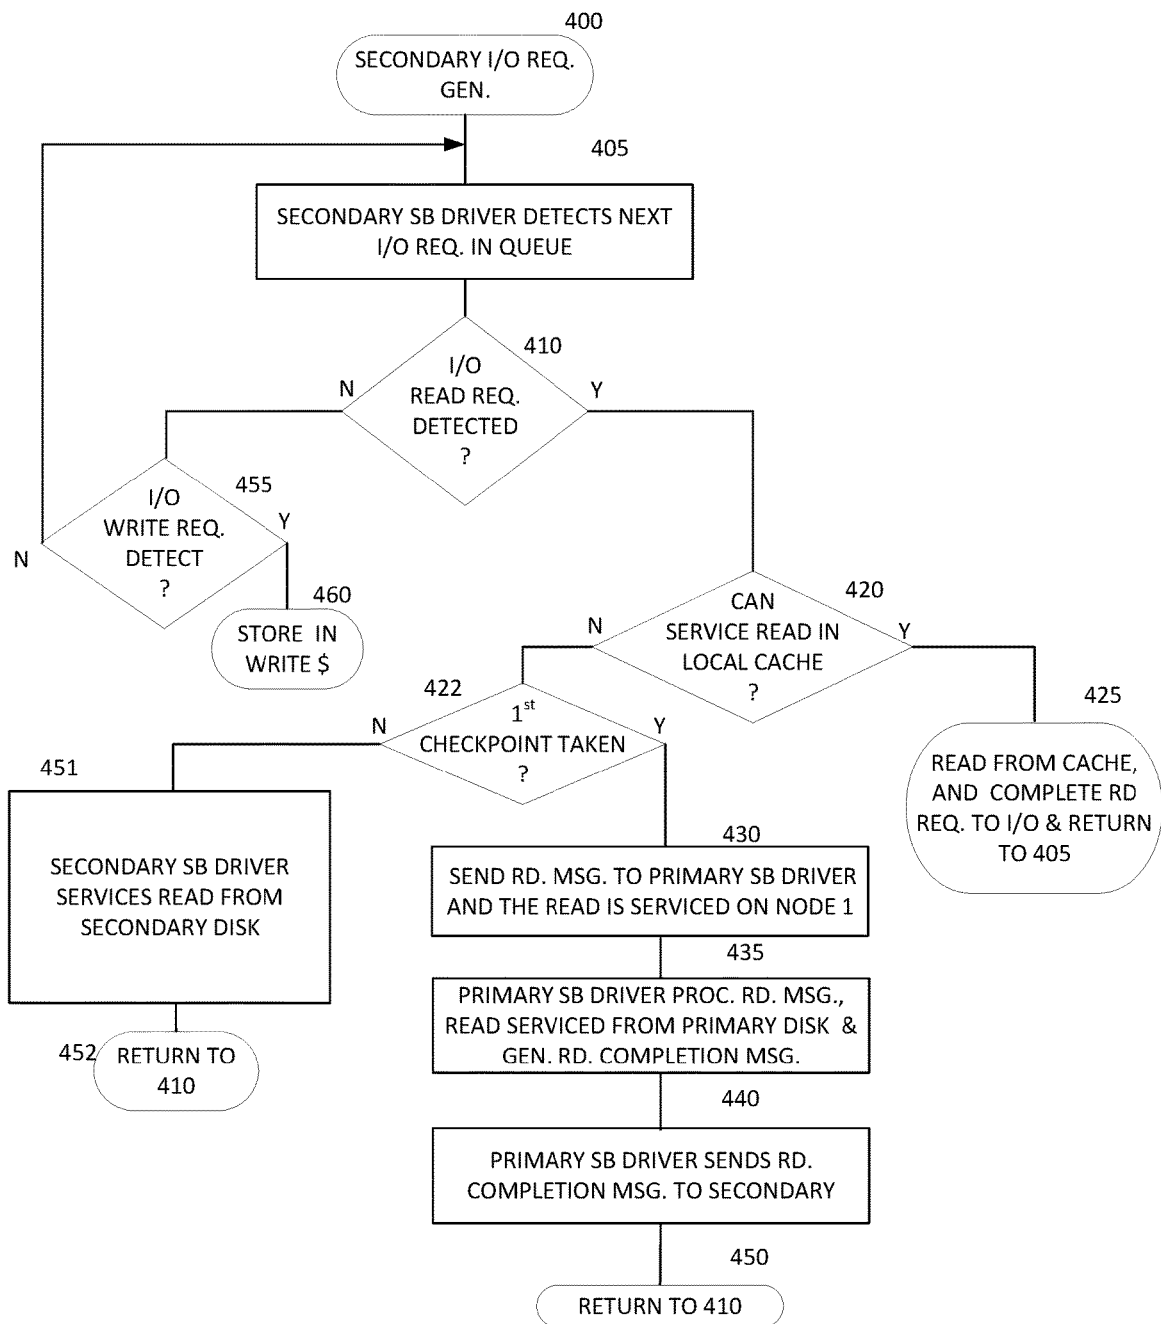 400
SECONDARY I/O REQ.
GEN.
405
SECONDARY SB DRIVER DETECTS NEXT
I/O REQ. IN QUEUE
410
I/O
READ REQ.
DETECTED
?
N
Y
455
I/O
WRITE REQ.
DETECT
?
N
Y
460
STORE IN
WRITE $
420
CAN
SERVICE READ IN
LOCAL CACHE
?
N
Y
425
READ FROM CACHE,
AND COMPLETE RD
REQ. TO I/O & RETURN
TO 405
422
1st
CHECKPOINT TAKEN
?
N
Y
451
SECONDARY SB DRIVER
SERVICES READ FROM
SECONDARY DISK
452
RETURN TO
410
430
SEND RD. MSG. TO PRIMARY SB DRIVER
AND THE READ IS SERVICED ON NODE 1
435
PRIMARY SB DRIVER PROC. RD. MSG.,
READ SERVICED FROM PRIMARY DISK &
GEN. RD. COMPLETION MSG.
440
PRIMARY SB DRIVER SENDS RD.
COMPLETION MSG. TO SECONDARY
450
RETURN TO 410